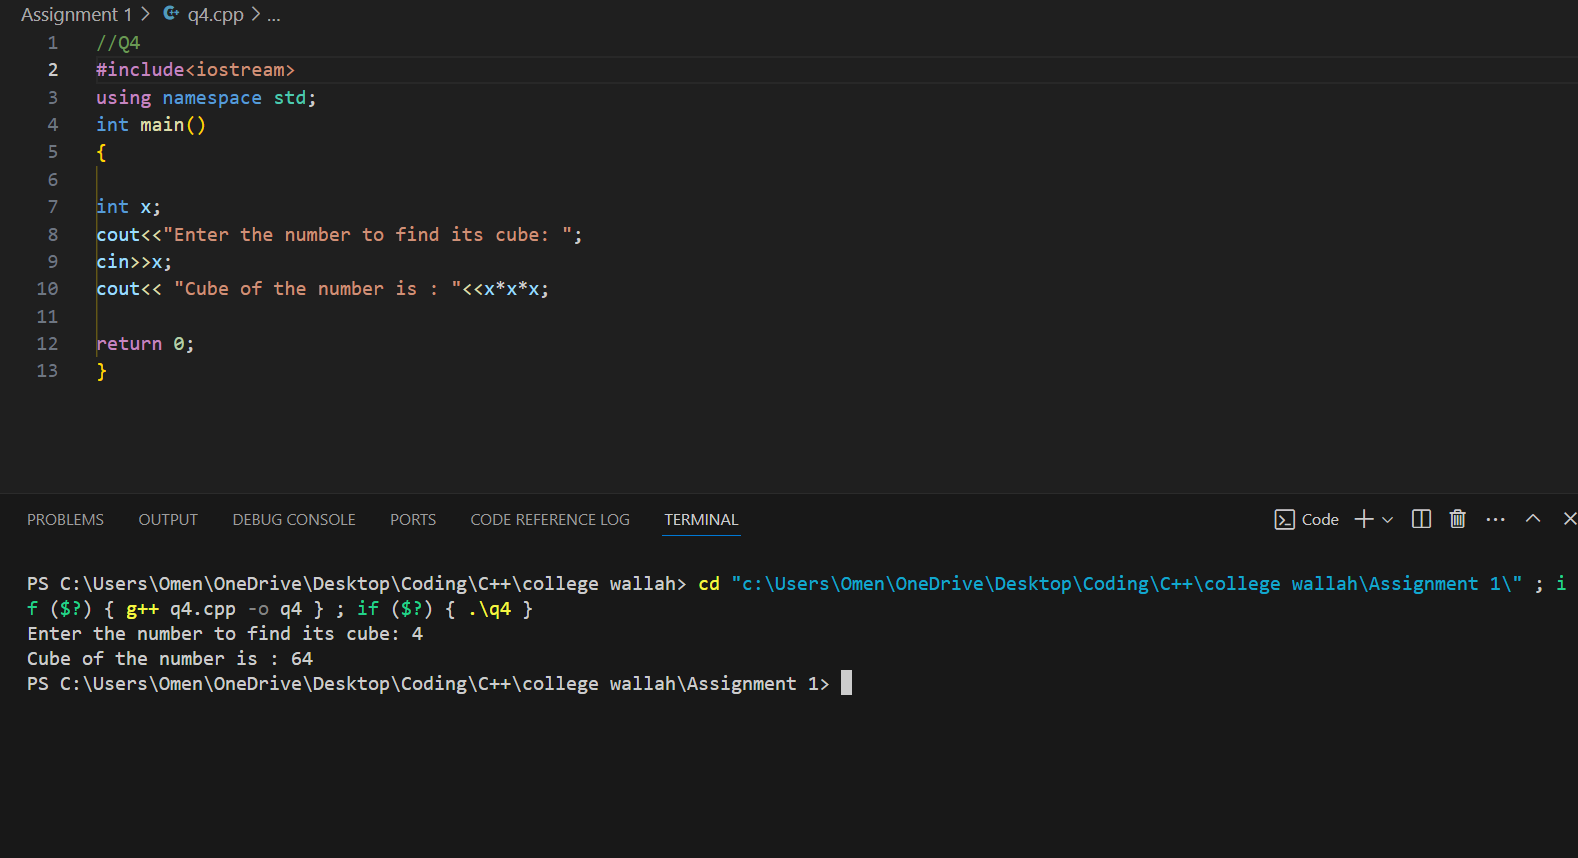 Assignment 1 > q4.cpp > ...
1 //Q4
2 #include<iostream>
3 using namespace std;
4 int main()
5 {
6
7 int x;
8 cout<<"Enter the number to find its cube: ";
9 cin>>x;
10 cout<< "Cube of the number is : "<<x*x*x;
11
12 return 0;
13 }
PROBLEMS OUTPUT DEBUG CONSOLE PORTS CODE REFERENCE LOG TERMINAL Code
PS C:\Users\Omen\OneDrive\Desktop\Coding\C++\college wallah> cd "c:\Users\Omen\OneDrive\Desktop\Coding\C++\college wallah\Assignment 1\" ; i
f ($?) { g++ q4.cpp -o q4 } ; if ($?) { .\q4 }
Enter the number to find its cube: 4
Cube of the number is : 64
PS C:\Users\Omen\OneDrive\Desktop\Coding\C++\college wallah\Assignment 1>